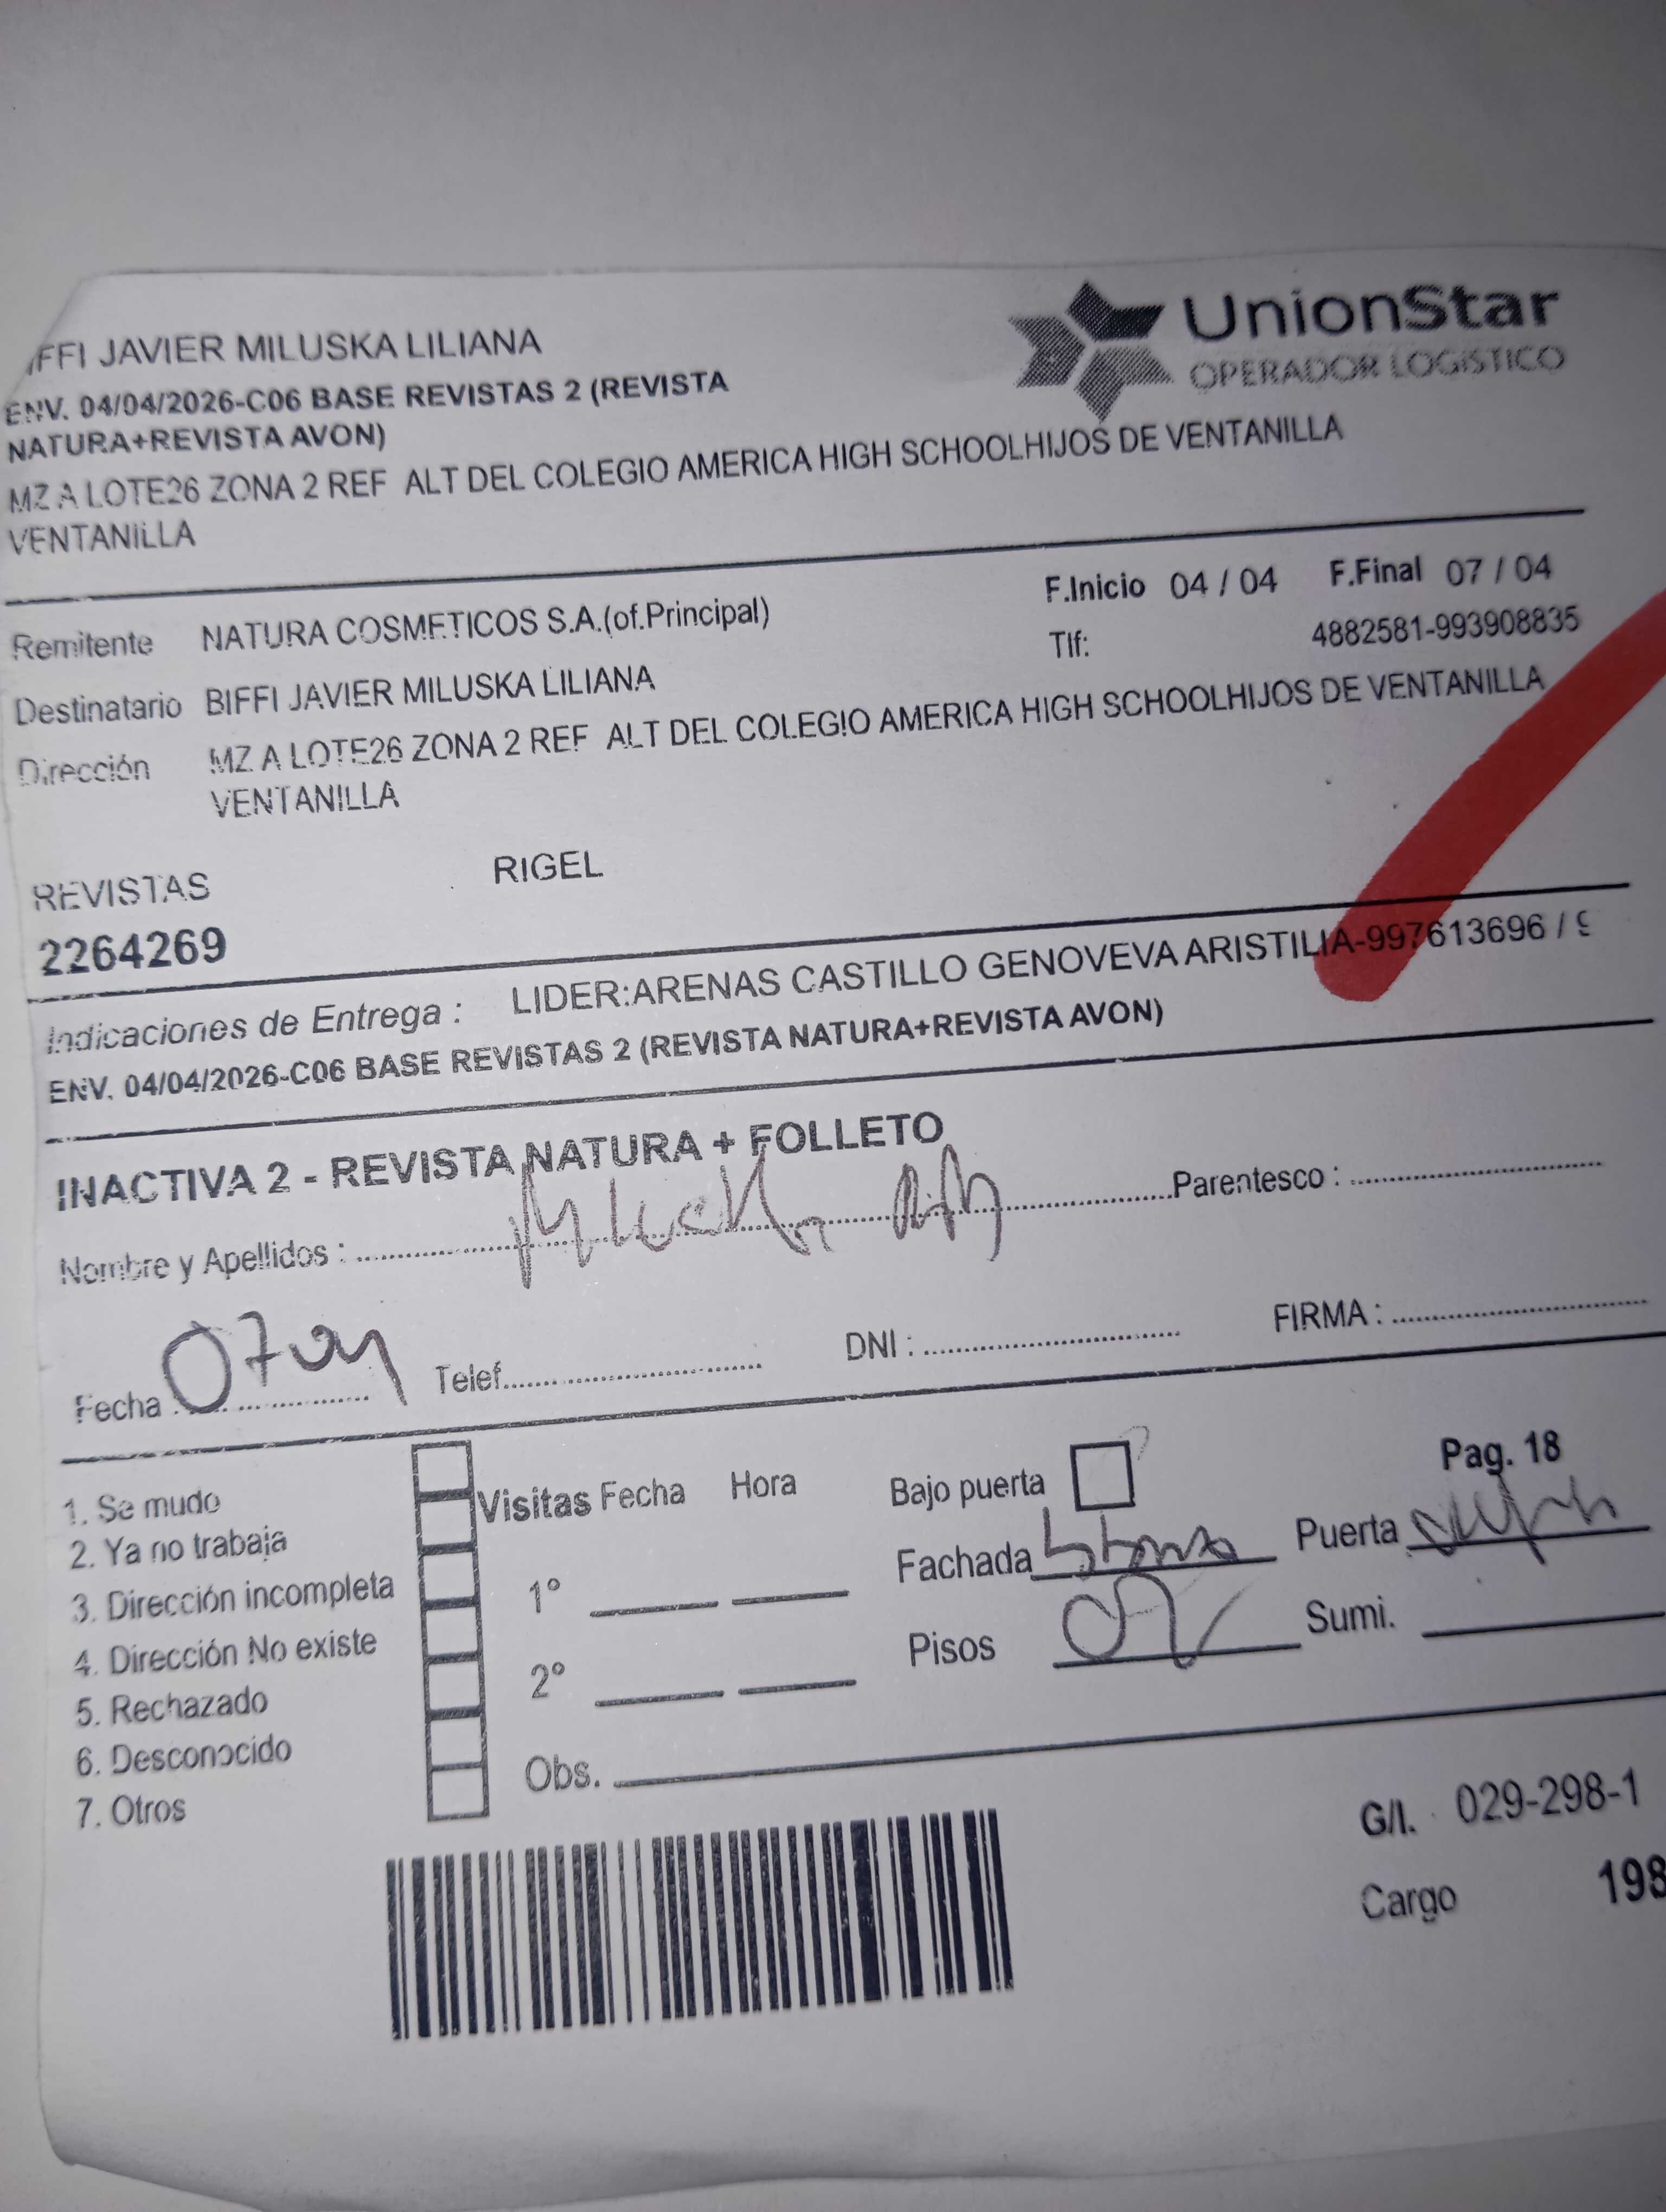 IFFI JAVIER MILUSKA LILIANA
UnionStar
OPERADOR LOGISTICO
ENV. 04/04/2026-C06 BASE REVISTAS 2 (REVISTA
NATURA+REVISTA AVON)
MZ A LOTE26 ZONA 2 REF ALT DEL COLEGIO AMERICA HIGH SCHOOLHIJOS DE VENTANILLA
VENTANILLA
F.Inicio 04 / 04 F.Final 07 / 04
Remitente NATURA COSMETICOS S.A.(of.Principal)
Tlf: 4882581-993908835
Destinatario BIFFI JAVIER MILUSKA LILIANA
Dirección MZ A LOTE26 ZONA 2 REF ALT DEL COLEGIO AMERICA HIGH SCHOOLHIJOS DE VENTANILLA
VENTANILLA
REVISTAS RIGEL
2264269
Indicaciones de Entrega : LIDER:ARENAS CASTILLO GENOVEVA ARISTILIA-997613696 / 9
ENV. 04/04/2026-C06 BASE REVISTAS 2 (REVISTA NATURA+REVISTA AVON)
INACTIVA 2 - REVISTA NATURA + FOLLETO
Nombre y Apellidos : Parentesco :
Fecha : 07 04 Telef. DNI : FIRMA :
1. Se mudo
2. Ya no trabaja
3. Dirección incompleta
4. Dirección No existe
5. Rechazado
6. Desconocido
7. Otros
Visitas Fecha Hora
1°
2°
Obs.
Bajo puerta
Pag. 18
Fachada Puerta
Pisos Sumi.
G/I. 029-298-1
Cargo 198